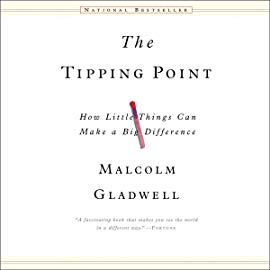 NATIONAL BESTSELLER
The
TIPPING POINT
How Little Things Can
Make a Big Difference
MALCOLM
GLADWELL
"A fascinating book that makes you see the world
in a different way." —FORTUNE